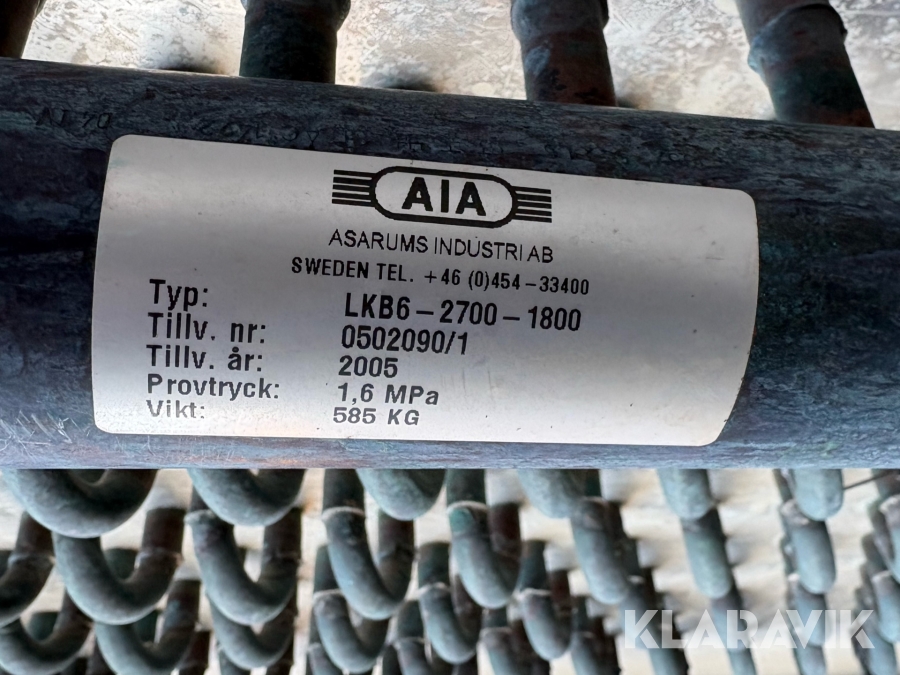 AIA
ASARUMS INDUSTRI AB
SWEDEN TEL. +46 (0)454-33400
Typ: LKB6-2700-1800
Tillv. nr: 0502090/1
Tillv. år: 2005
Provtryck: 1,6 MPa
Vikt: 585 KG
KLARAVIK